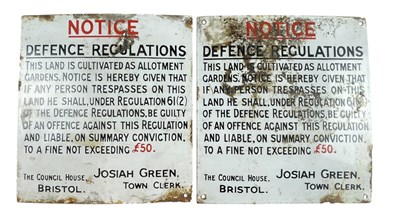 NOTICE
DEFENCE REGULATIONS
THIS LAND IS CULTIVATED AS ALLOTMENT
GARDENS. NOTICE IS HEREBY GIVEN THAT
IF ANY PERSON TRESPASSES ON THIS
LAND HE SHALL, UNDER REGULATION 61(2)
OF THE DEFENCE REGULATIONS, BE GUILTY
OF AN OFFENCE AGAINST THIS REGULATION
AND LIABLE, ON SUMMARY CONVICTION,
TO A FINE NOT EXCEEDING £50.
THE COUNCIL HOUSE, JOSIAH GREEN,
BRISTOL. TOWN CLERK.
NOTICE
DEFENCE REGULATIONS
THIS LAND IS CULTIVATED AS ALLOTMENT
GARDENS. NOTICE IS HEREBY GIVEN THAT
IF ANY PERSON TRESPASSES ON THIS
LAND HE SHALL, UNDER REGULATION 61(2)
OF THE DEFENCE REGULATIONS, BE GUILTY
OF AN OFFENCE AGAINST THIS REGULATION
AND LIABLE, ON SUMMARY CONVICTION,
TO A FINE NOT EXCEEDING £50.
THE COUNCIL HOUSE, JOSIAH GREEN,
BRISTOL. TOWN CLERK.